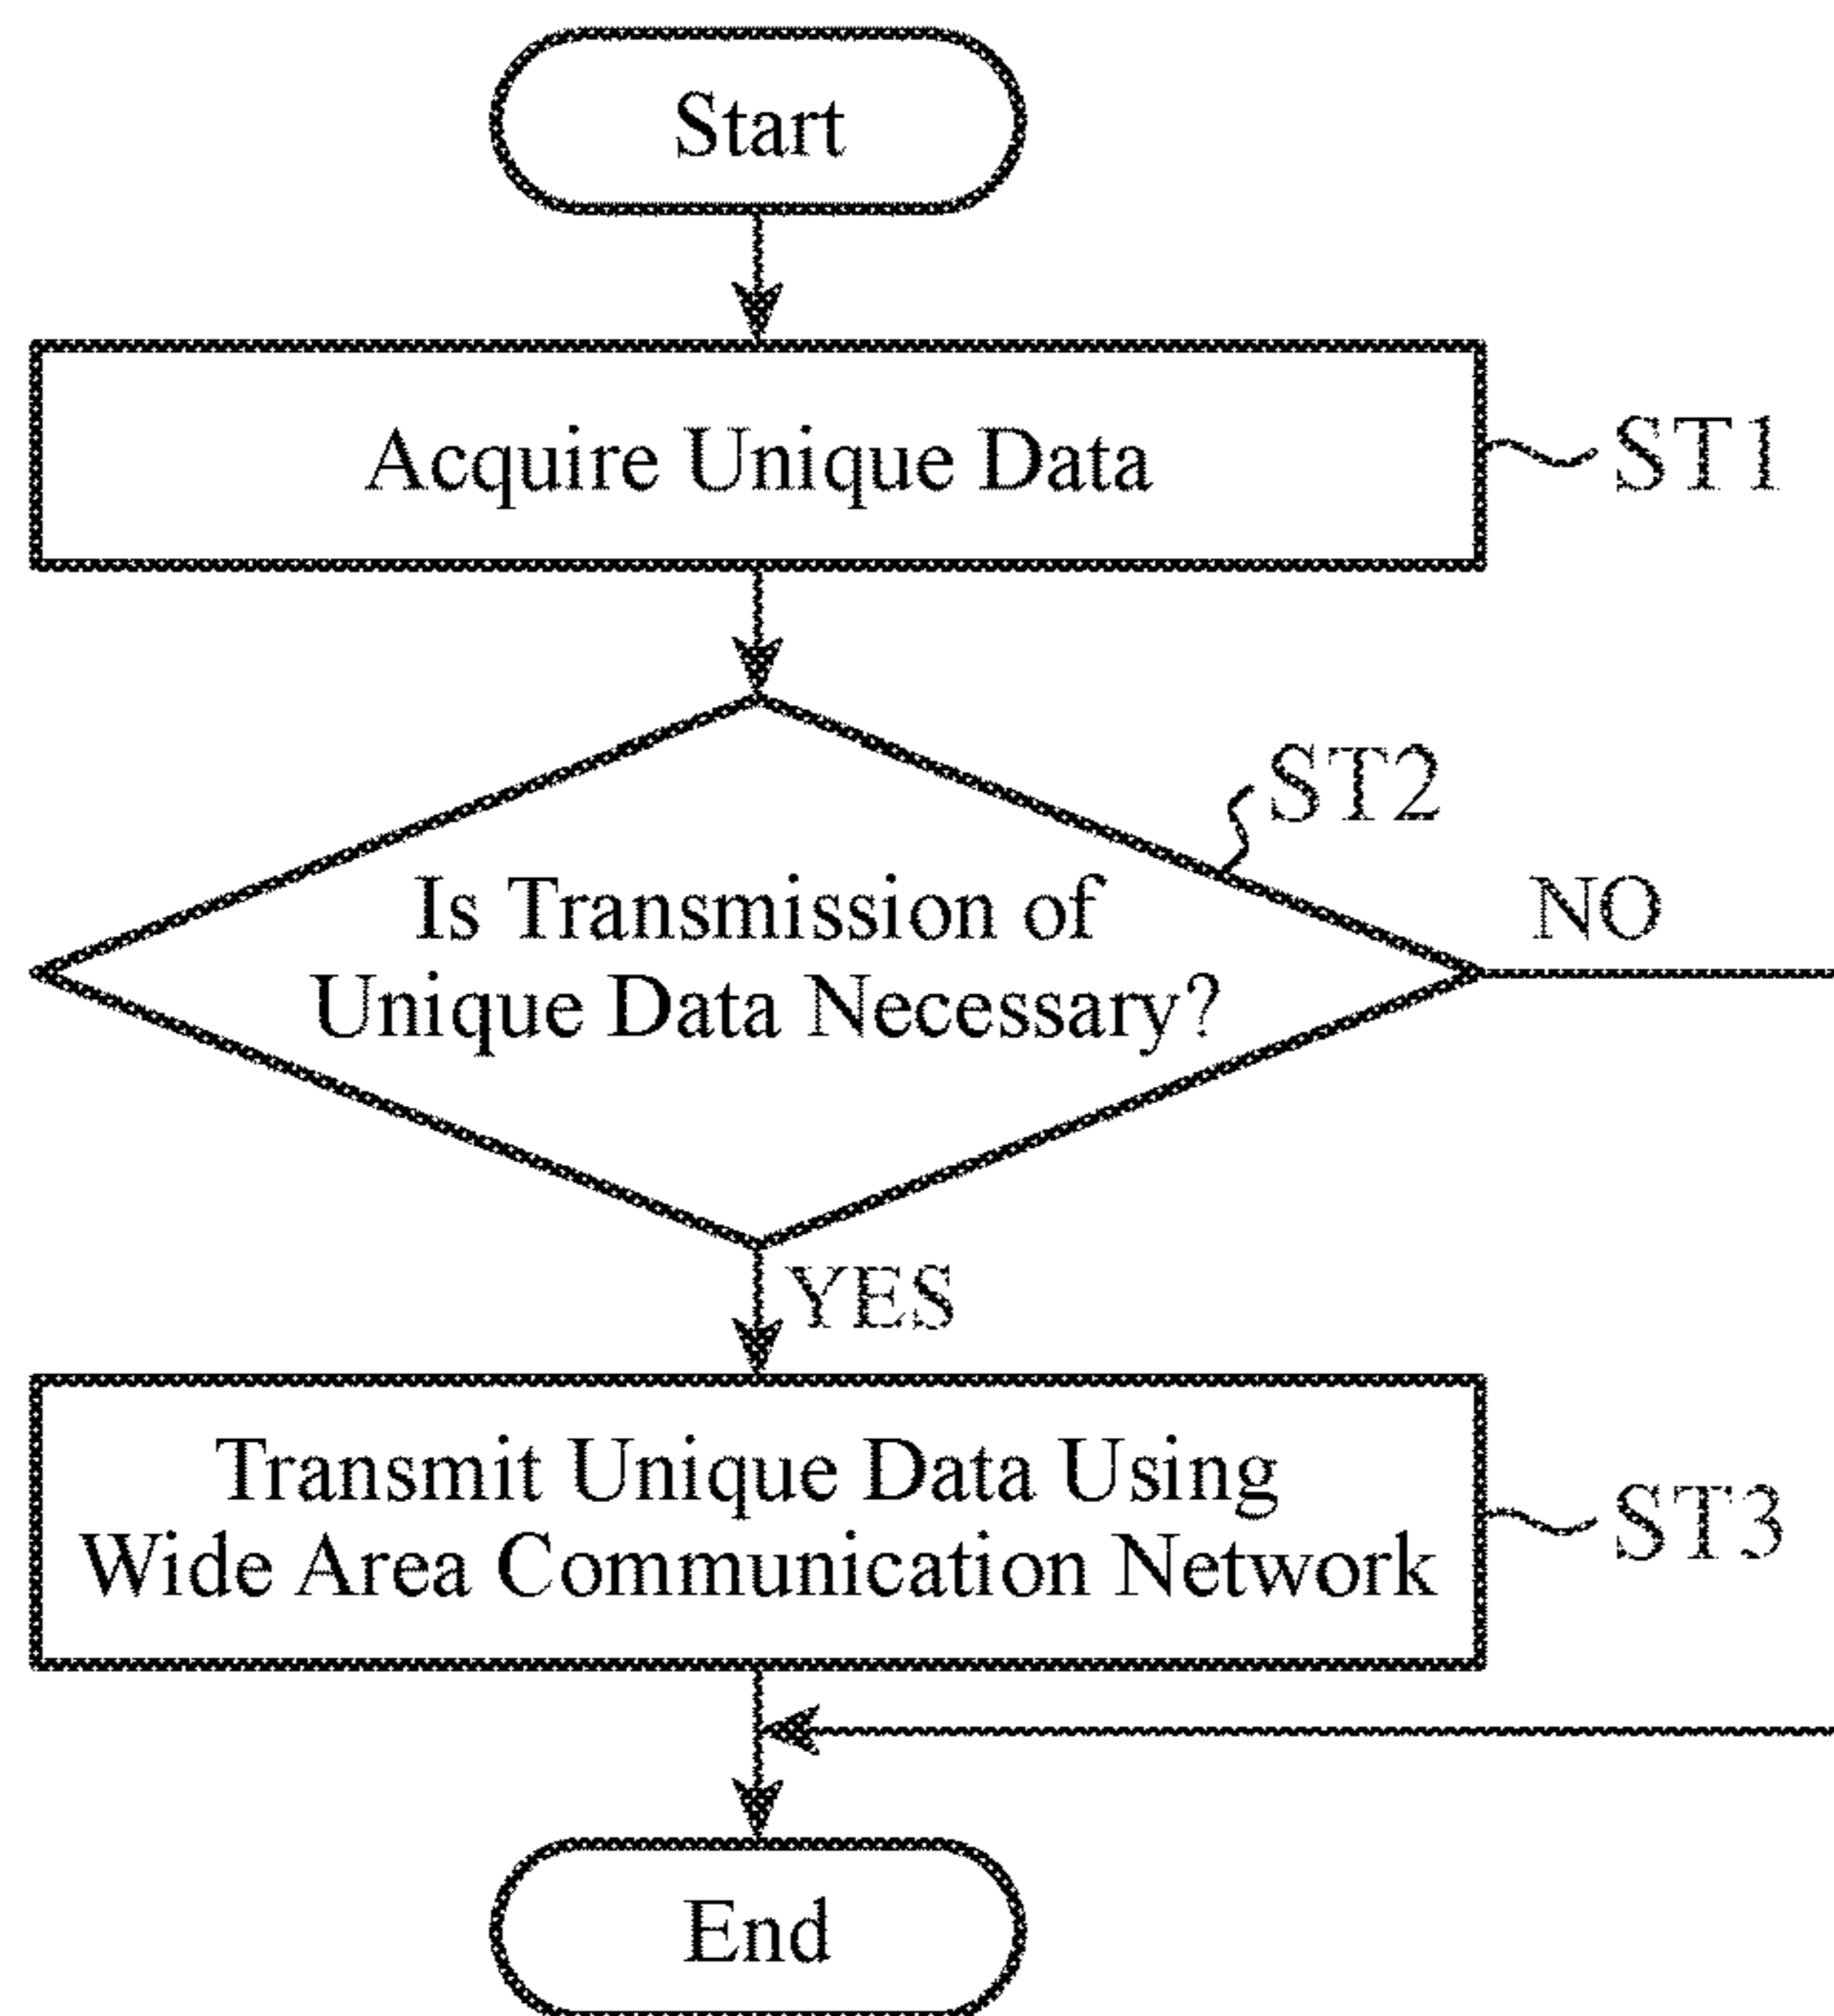 Start
Acquire Unique Data
ST1
ST2
Is Transmission of
Unique Data Necessary?
NO
YES
Transmit Unique Data Using
Wide Area Communication Network
ST3
End